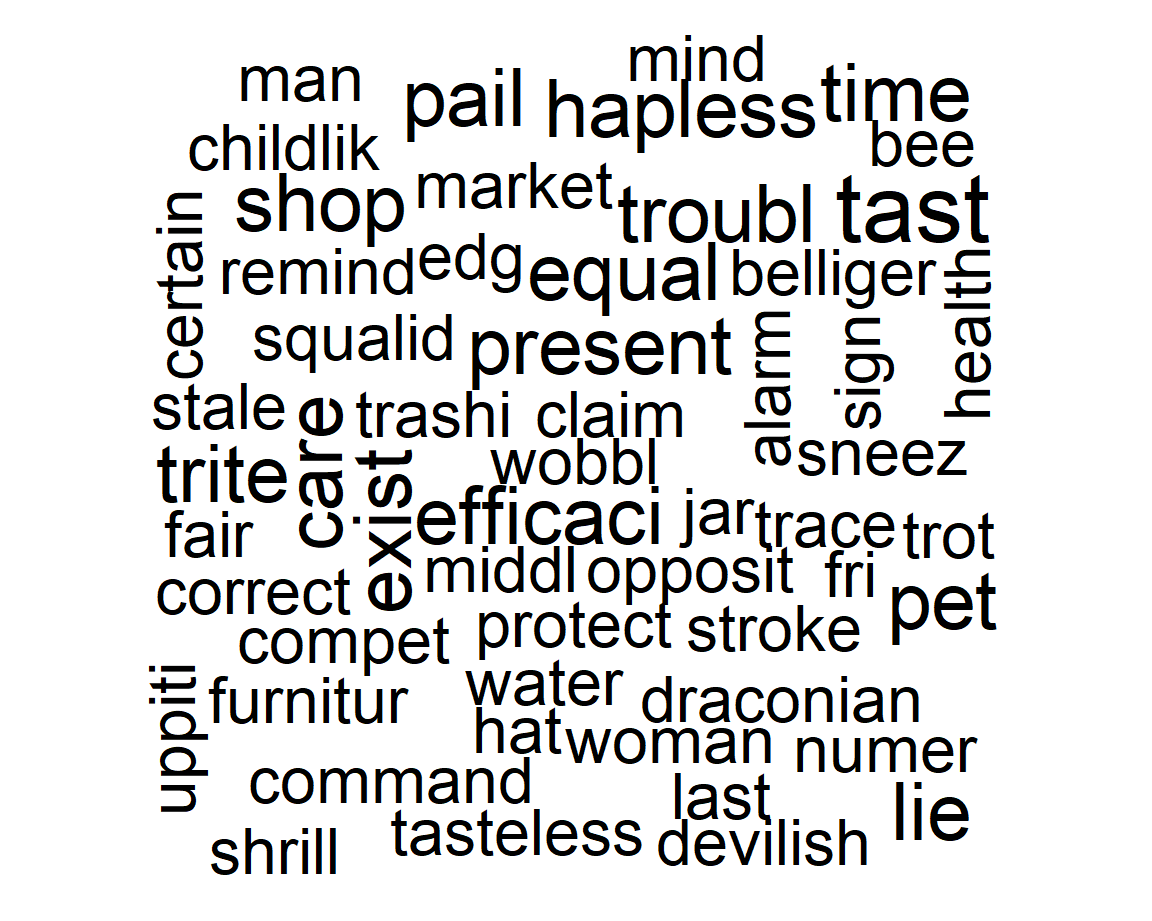 mind
man
pail
hapless
time
childlik
bee
shop
market
troubl
tast
certain
remind
edg
equal
belliger
health
squalid
present
alarm
sign
stale
care
trashi
claim
trite
exist
wobbl
sneez
fair
efficaci
jar
trace
trot
correct
middl
opposit
fri
pet
compet
protect
stroke
uppiti
furnitur
water
draconian
hat
woman
numer
command
last
lie
shrill
tasteless
devilish